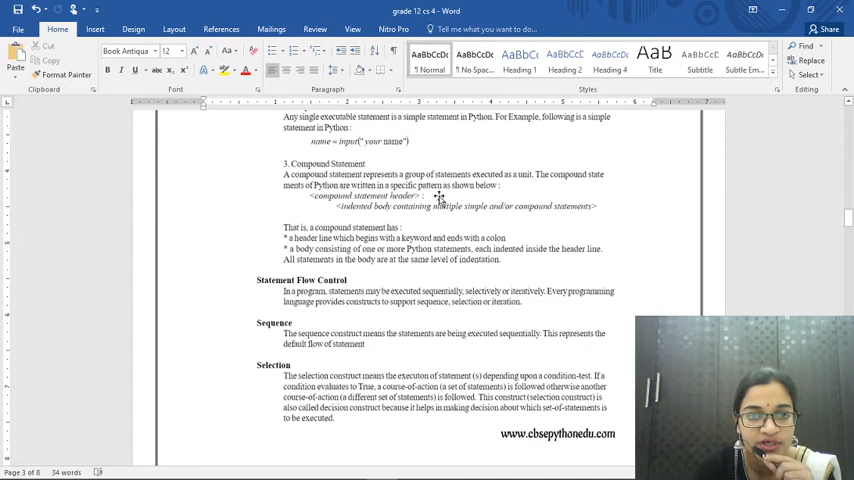 grade 12 cs 4 - Word
File Home Insert Design Layout References Mailings Review View Nitro Pro Tell me what you want to do... Share
Paste Cut Copy Format Painter
Book Antiqua 12
AaBbCcDc AaBbCcDc AaBbC AaBbCc AaBbCcD AaB AaBbCcC AaBbCcDc
¶ Normal ¶ No Spac... Heading 1 Heading 2 Heading 4 Title Subtitle Subtle Em...
Find
Replace
Select
Clipboard Font Paragraph Styles Editing
Any single executable statement is a simple statement in Python. For Example, following is a simple
statement in Python :
name = input(" your name")
3. Compound Statement
A compound statement represents a group of statements executed as a unit. The compound state
ments of Python are written in a specific pattern as shown below :
<compound statement header> :
<indented body containing multiple simple and/or compound statements>
That is, a compound statement has :
* a header line which begins with a keyword and ends with a colon
* a body consisting of one or more Python statements, each indented inside the header line.
All statements in the body are at the same level of indentation.
Statement Flow Control
In a program, statements may be executed sequentially, selectively or iteratively. Every programming
language provides constructs to support sequence, selection or iteration.
Sequence
The sequence construct means the statements are being executed sequentially. This represents the
default flow of statement
Selection
The selection construct means the executon of statement (s) depending upon a condition-test. If a
condition evaluates to True, a course-of-action (a set of statements) is followed otherwise another
course-of-action (a different set of statements) is followed. This construct (selection construct) is
also called decision construct because it helps in making decision about which set-of-statements is
to be executed.
www.cbsepythonedu.com
Page 3 of 8 34 words